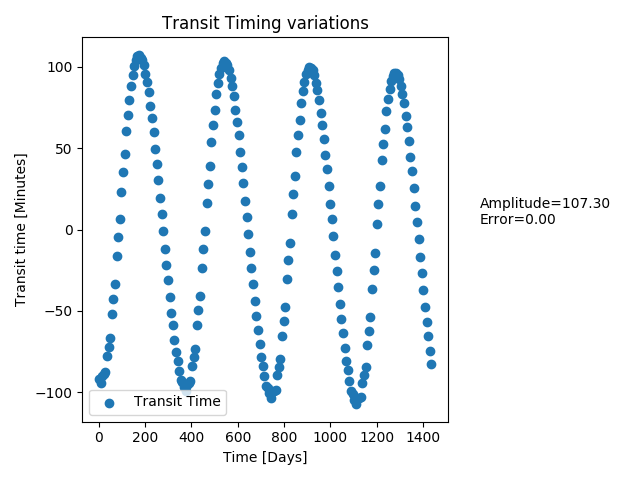 Transit Timing variations
100
50
0
−50
−100
Transit time [Minutes]
Transit Time
0 200 400 600 800 1000 1200 1400
Time [Days]
Amplitude=107.30
Error=0.00